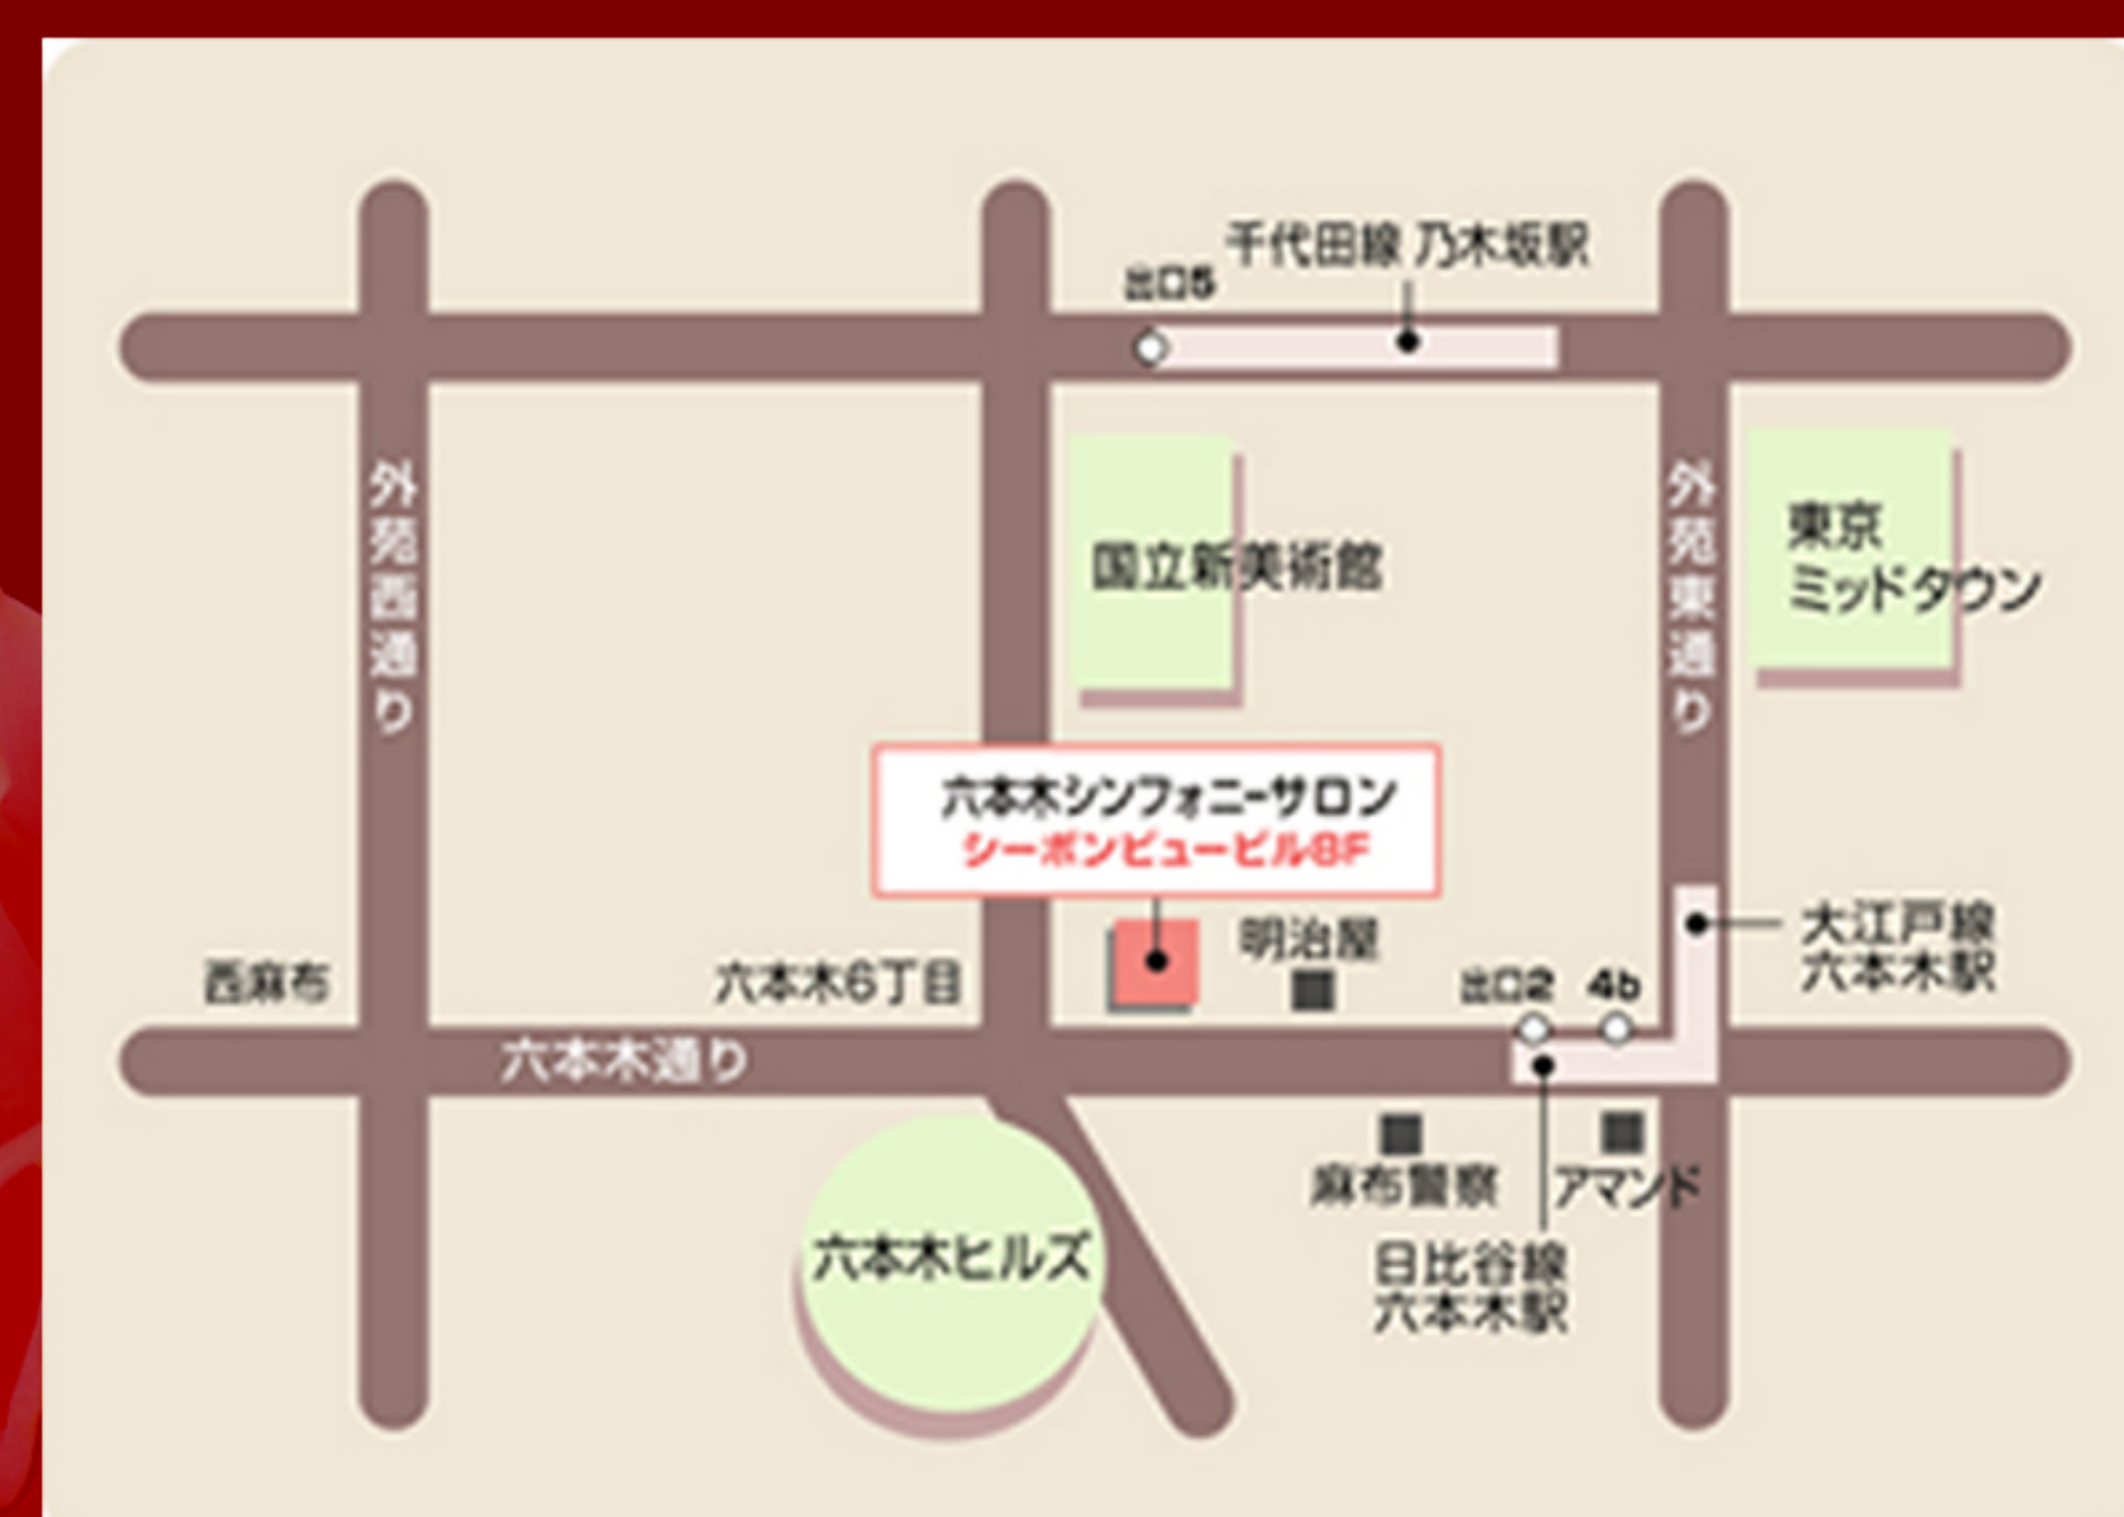 千代田線 乃木坂駅
出口5
外苑西通り
国立新美術館
外苑東通り
東京
ミッドタウン
六本木シンフォニーサロン
シーボンビュービル8F
明治屋
大江戸線
六本木駅
西麻布
六本木6丁目
出口2
4b
六本木通り
麻布警察
アマンド
六本木ヒルズ
日比谷線
六本木駅